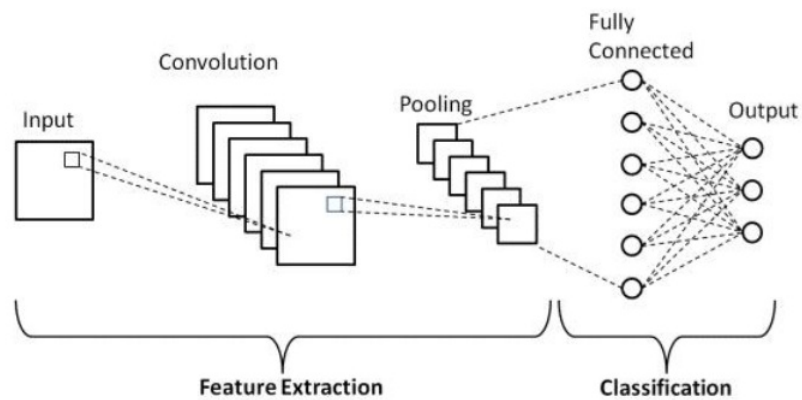 Input
Convolution
Pooling
Fully
Connected
Output
Feature Extraction
Classification